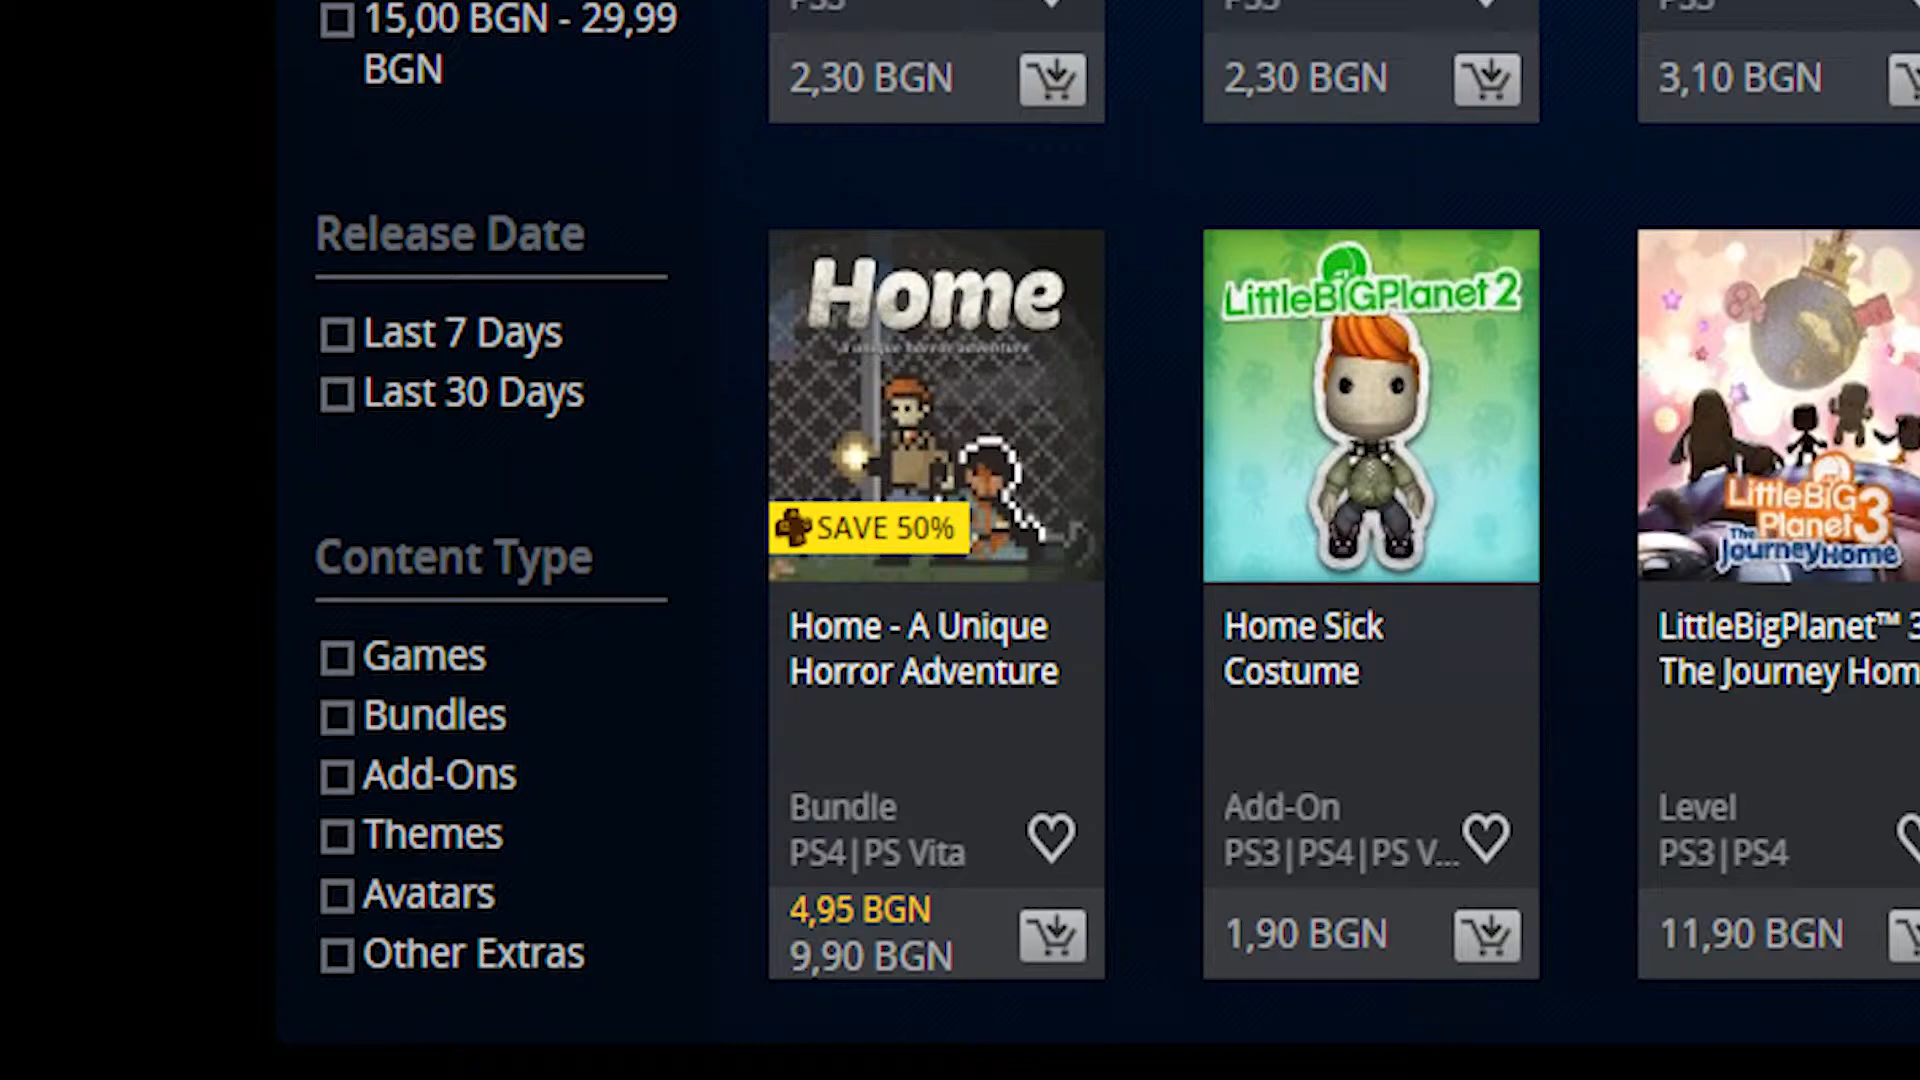 15,00 BGN - 29,99
BGN
Release Date
Last 7 Days
Last 30 Days
Content Type
Games
Bundles
Add-Ons
Themes
Avatars
Other Extras
2,30 BGN
2,30 BGN
3,10 BGN
Home
A unique horror adventure
SAVE 50%
Home - A Unique
Horror Adventure
Bundle
PS4|PS Vita
4,95 BGN
9,90 BGN
LittleBIGPlanet 2
Home Sick
Costume
Add-On
PS3|PS4|PS V...
1,90 BGN
LittleBIG
Planet 3
The
Journey Home
LittleBigPlanet™ 3
The Journey Hom
Level
PS3|PS4
11,90 BGN